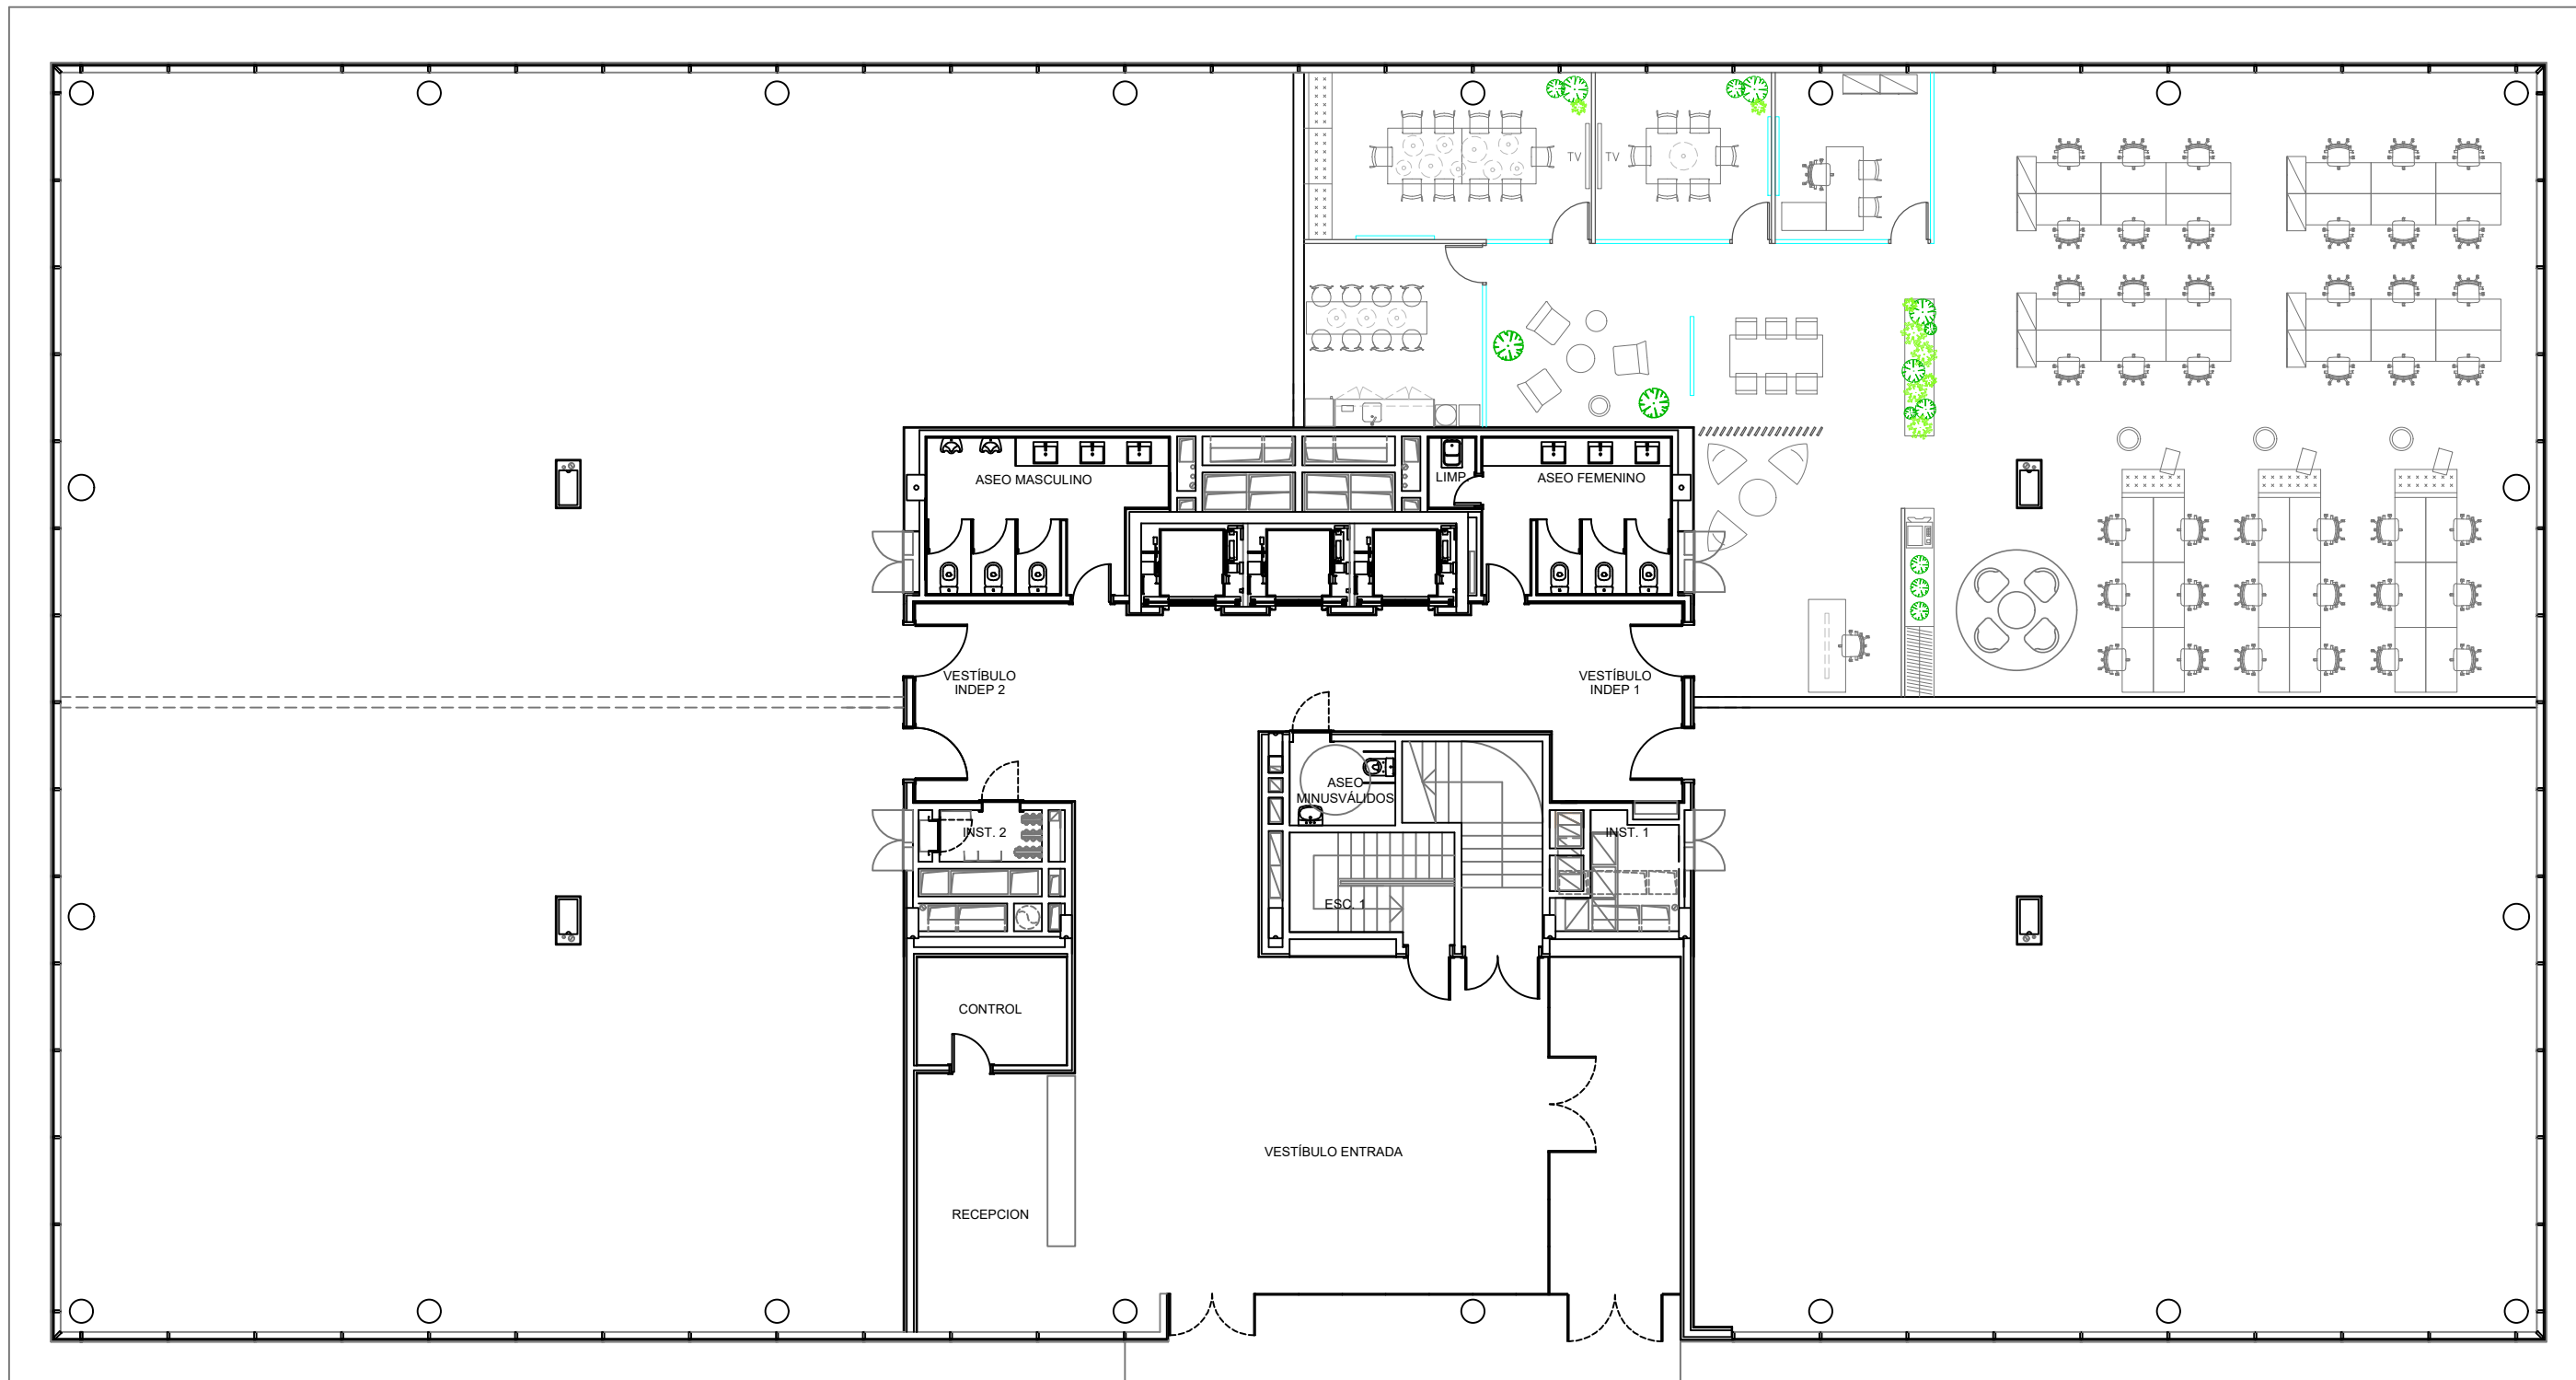 TV
TV
ASEO MASCULINO
LIMP.
ASEO FEMENINO
VESTÍBULO
INDEP 2
VESTÍBULO
INDEP 1
ASEO
MINUSVÁLIDOS
INST. 2
INST. 1
ESC. 1
CONTROL
VESTÍBULO ENTRADA
RECEPCION